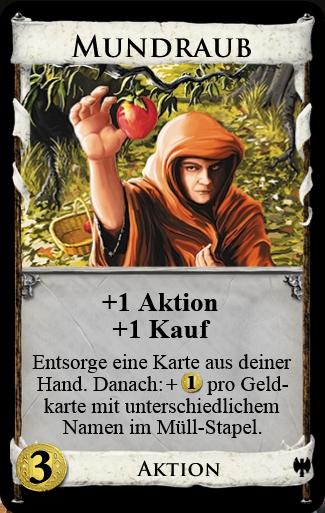 MUNDRAUB
+1 Aktion
+1 Kauf
Entsorge eine Karte aus deiner
Hand. Danach: + 1 pro Geld-
karte mit unterschiedlichem
Namen im Müll-Stapel.
3 AKTION